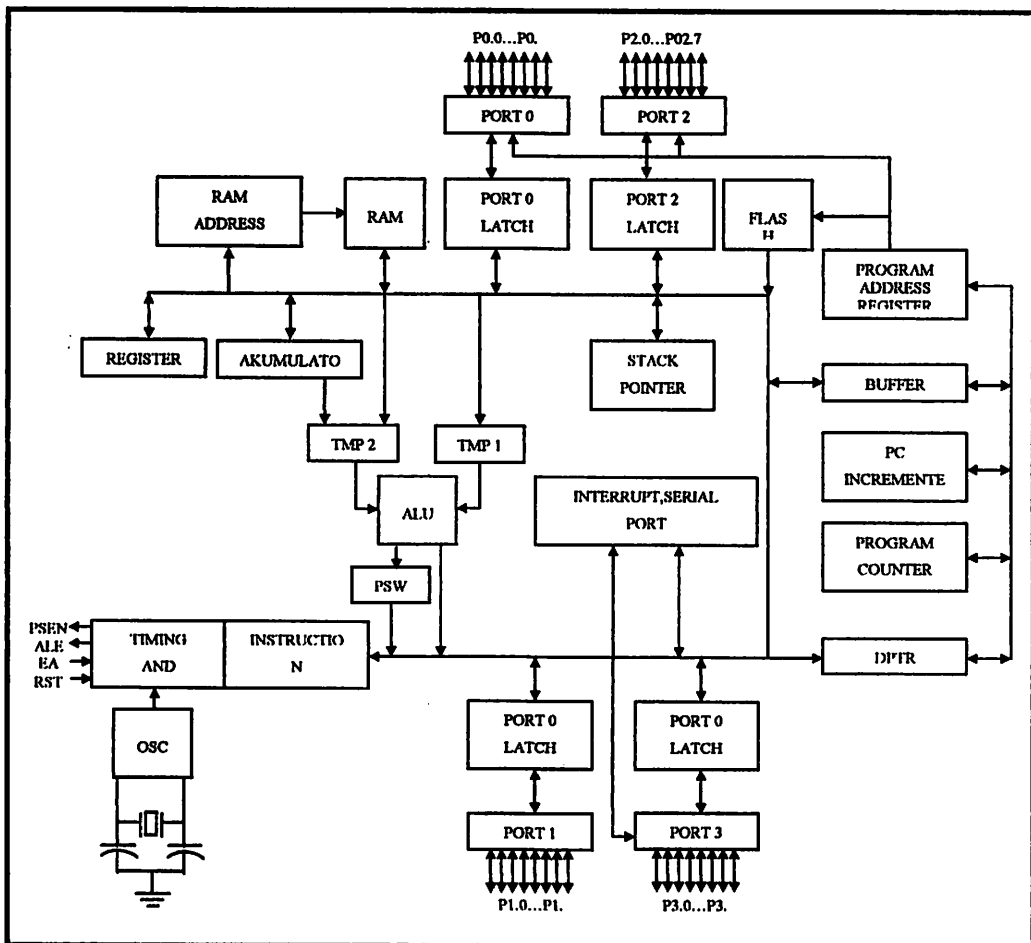 P0.0...P0.
P2.0...P02.7
PORT 0
PORT 2
RAM
ADDRESS
RAM
PORT 0
LATCH
PORT 2
LATCH
FLAS
H
PROGRAM
ADDRESS
REGISTER
REGISTER
AKUMULATO
STACK
POINTER
BUFFER
TMP 2
TMP 1
PC
INCREMENTE
ALU
INTERRUPT,SERIAL
PORT
PROGRAM
COUNTER
PSW
PSEN
ALE
EA
RST
TIMING
AND
INSTRUCTIO
N
DPTR
OSC
PORT 0
LATCH
PORT 0
LATCH
PORT 1
PORT 3
P1.0...P1.
P3.0...P3.